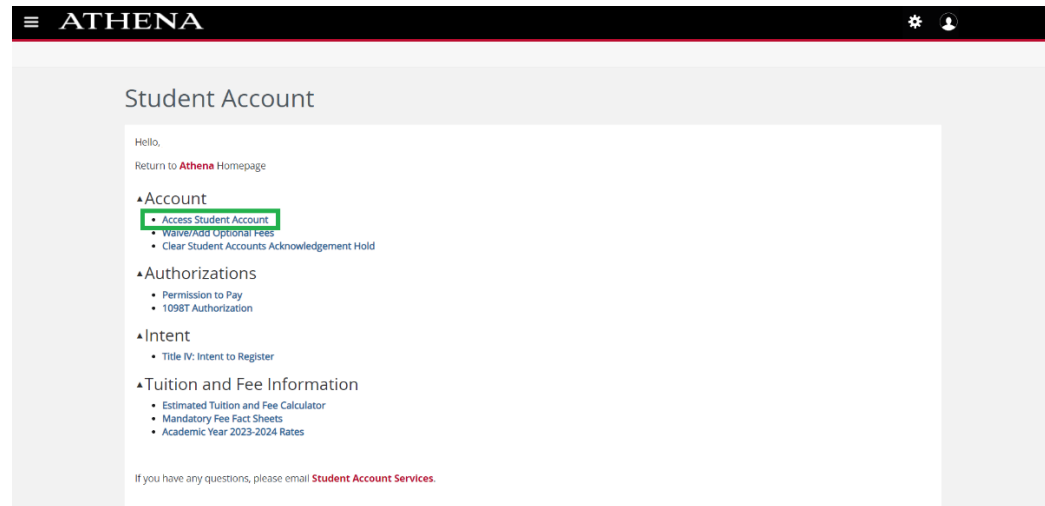 ATHENA
Student Account
Hello,
Return to Athena Homepage
Account
Access Student Account
Waive/Add Optional Fees
Clear Student Accounts Acknowledgement Hold
Authorizations
Permission to Pay
1098T Authorization
Intent
Title IV: Intent to Register
Tuition and Fee Information
Estimated Tuition and Fee Calculator
Mandatory Fee Fact Sheets
Academic Year 2023-2024 Rates
If you have any questions, please email Student Account Services.